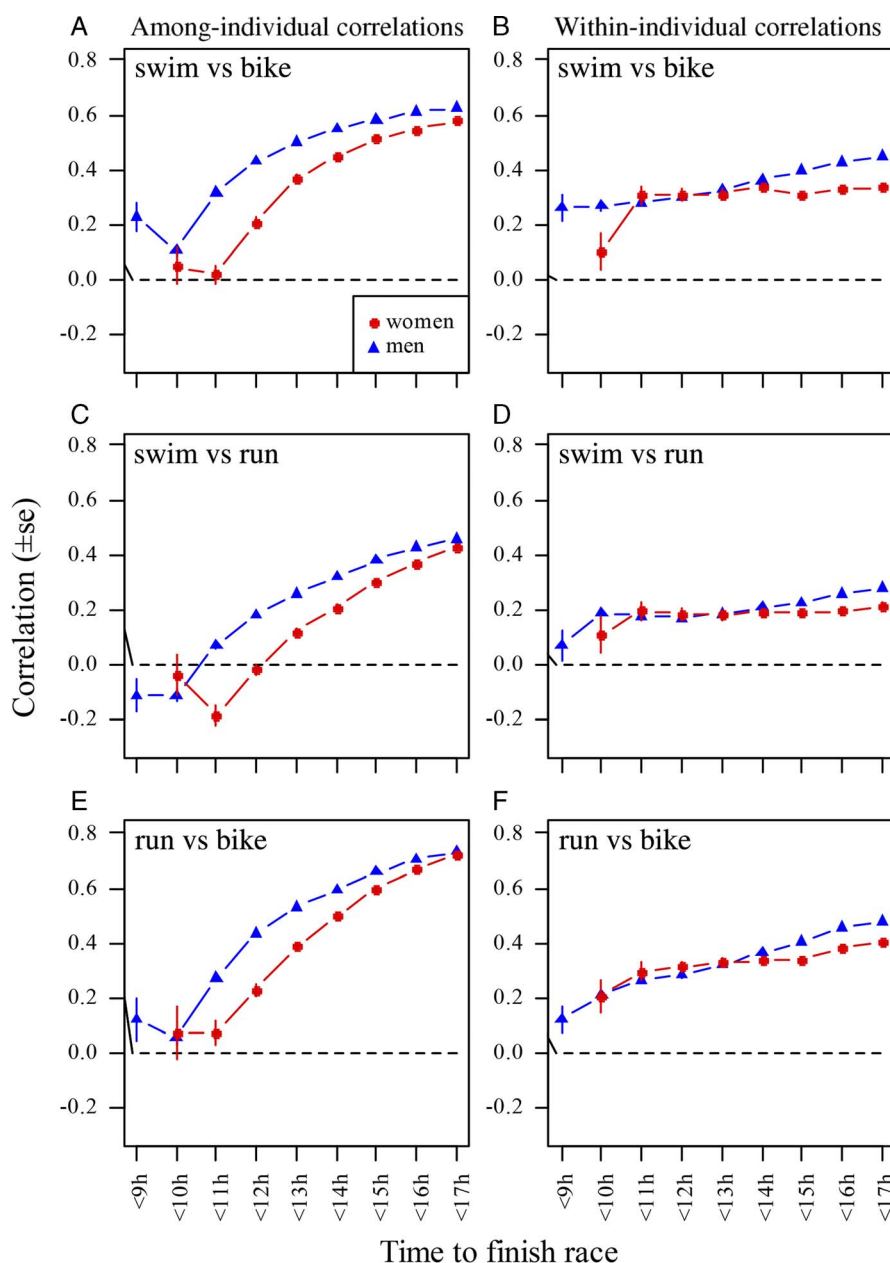 A Among-individual correlations
B Within-individual correlations
swim vs bike
0.8
0.6
0.4
0.2
0.0
-0.2
women
men
swim vs bike
0.8
0.6
0.4
0.2
0.0
-0.2
C
swim vs run
0.8
0.6
0.4
0.2
0.0
-0.2
D
swim vs run
0.8
0.6
0.4
0.2
0.0
-0.2
Correlation (±se)
E
run vs bike
0.8
0.6
0.4
0.2
0.0
-0.2
F
run vs bike
0.8
0.6
0.4
0.2
0.0
-0.2
<9h
<10h
<11h
<12h
<13h
<14h
<15h
<16h
<17h
<9h
<10h
<11h
<12h
<13h
<14h
<15h
<16h
<17h
Time to finish race